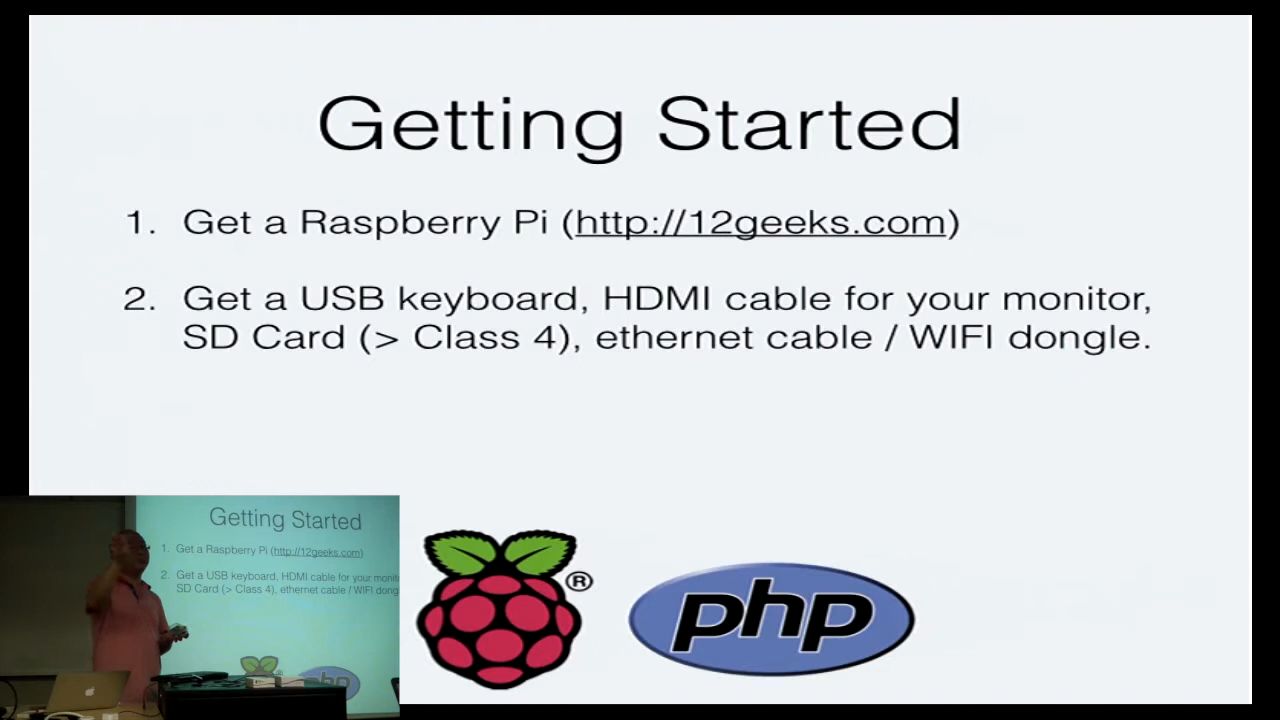 Getting Started
1. Get a Raspberry Pi (http://12geeks.com)
2. Get a USB keyboard, HDMI cable for your monitor,
SD Card (> Class 4), ethernet cable / WIFI dongle.
®
php
Getting Started
1. Get a Raspberry Pi (http://12geeks.com)
2. Get a USB keyboard, HDMI cable for your monit
SD Card (> Class 4), ethernet cable / WIFI dong
php